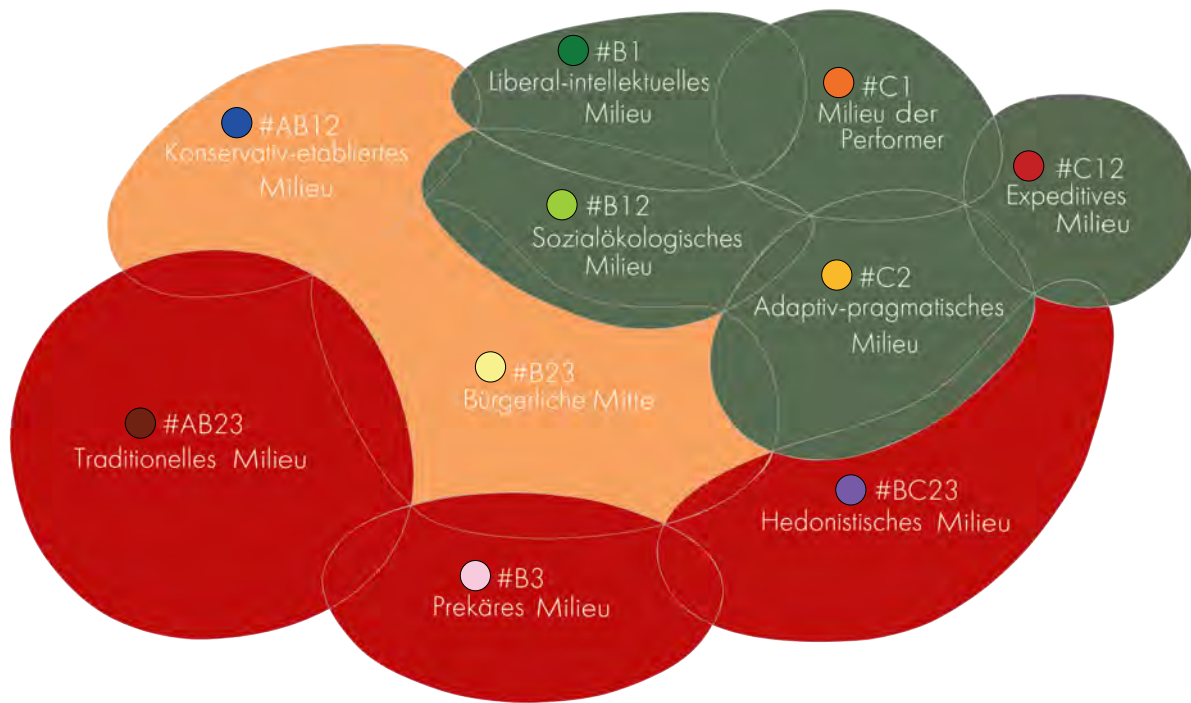 #B1
Liberal-intellektuelles
Milieu
#C1
Milieu der
Performer
#AB12
Konservativ-etabliertes
Milieu
#C12
Expeditives
Milieu
#B12
Sozialökologisches
Milieu
#C2
Adaptiv-pragmatisches
Milieu
#B23
Bürgerliche Mitte
#AB23
Traditionelles Milieu
#BC23
Hedonistisches Milieu
#B3
Prekäres Milieu